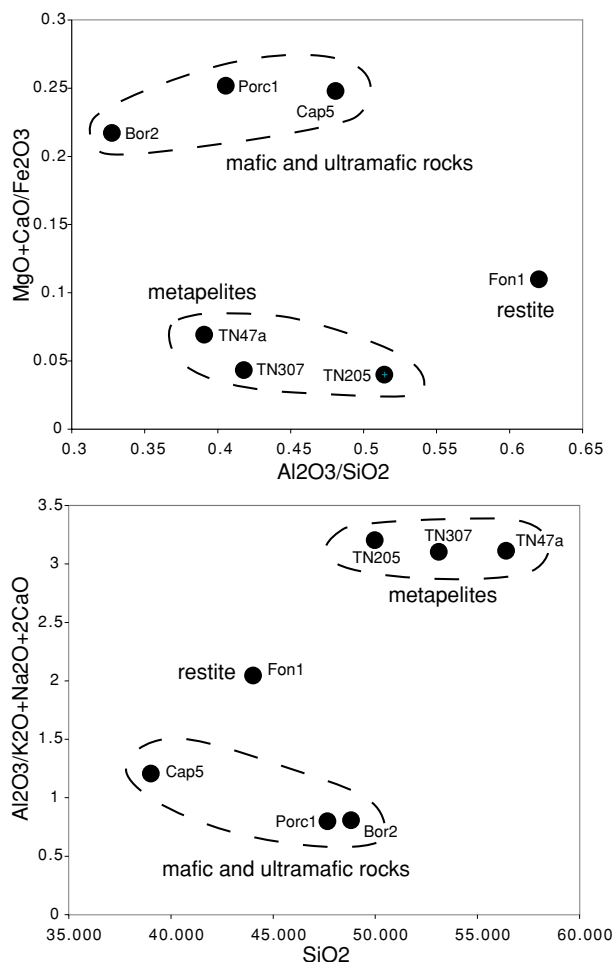 0.25
0.2
0.15
0.1
0.05
0
MgO+CaO/Fe2O3
Porc1
Cap5
Bor2
mafic and ultramafic rocks
Fon1
restite
metapelites
TN47a
TN307
TN205
0.3
0.35
0.4
0.45
0.5
0.55
0.6
0.65
Al2O3/SiO2
3.5
3
2.5
2
1.5
1
0.5
0
Al2O3/K2O+Na2O+2CaO
TN205
TN307
TN47a
metapelites
restite
Fon1
Cap5
Porc1
Bor2
mafic and ultramafic rocks
35.000
40.000
45.000
50.000
55.000
60.000
SiO2